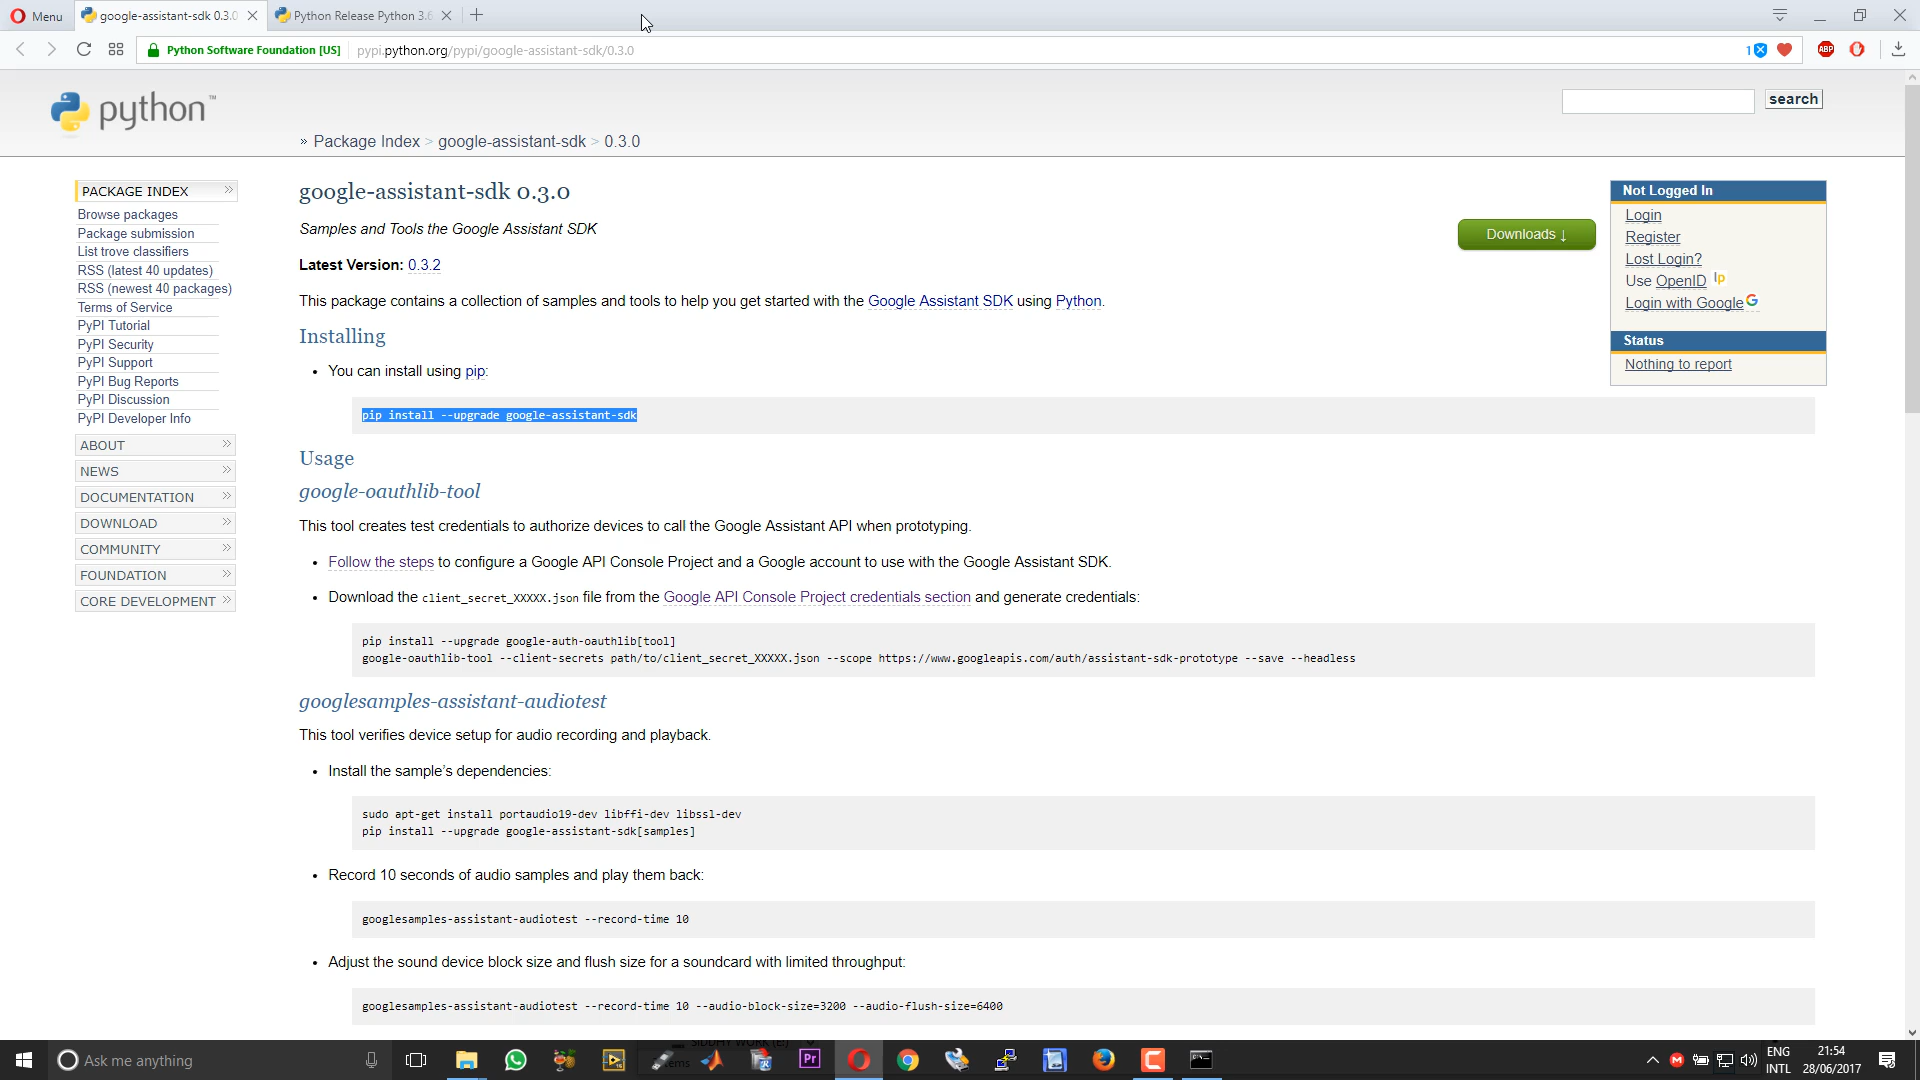 Menu
google-assistant-sdk 0.3.0
Python Release Python 3.6
Python Software Foundation [US]
pypi.python.org/pypi/google-assistant-sdk/0.3.0
1
ABP
python™
search
» Package Index > google-assistant-sdk > 0.3.0
PACKAGE INDEX »
Browse packages
Package submission
List trove classifiers
RSS (latest 40 updates)
RSS (newest 40 packages)
Terms of Service
PyPI Tutorial
PyPI Security
PyPI Support
PyPI Bug Reports
PyPI Discussion
PyPI Developer Info
ABOUT »
NEWS »
DOCUMENTATION »
DOWNLOAD »
COMMUNITY »
FOUNDATION »
CORE DEVELOPMENT »
google-assistant-sdk 0.3.0
Samples and Tools the Google Assistant SDK
Downloads ↓
Latest Version: 0.3.2
This package contains a collection of samples and tools to help you get started with the Google Assistant SDK using Python.
Installing
• You can install using pip:
pip install --upgrade google-assistant-sdk
Usage
google-oauthlib-tool
This tool creates test credentials to authorize devices to call the Google Assistant API when prototyping.
• Follow the steps to configure a Google API Console Project and a Google account to use with the Google Assistant SDK.
• Download the client_secret_XXXXX.json file from the Google API Console Project credentials section and generate credentials:
pip install --upgrade google-auth-oauthlib[tool]
google-oauthlib-tool --client-secrets path/to/client_secret_XXXXX.json --scope https://www.googleapis.com/auth/assistant-sdk-prototype --save --headless
googlesamples-assistant-audiotest
This tool verifies device setup for audio recording and playback.
• Install the sample's dependencies:
sudo apt-get install portaudio19-dev libffi-dev libssl-dev
pip install --upgrade google-assistant-sdk[samples]
• Record 10 seconds of audio samples and play them back:
googlesamples-assistant-audiotest --record-time 10
• Adjust the sound device block size and flush size for a soundcard with limited throughput:
googlesamples-assistant-audiotest --record-time 10 --audio-block-size=3200 --audio-flush-size=6400
Not Logged In
Login
Register
Lost Login?
Use OpenID
Login with Google
Status
Nothing to report
Ask me anything
Pr
ENG
INTL
21:54
28/06/2017